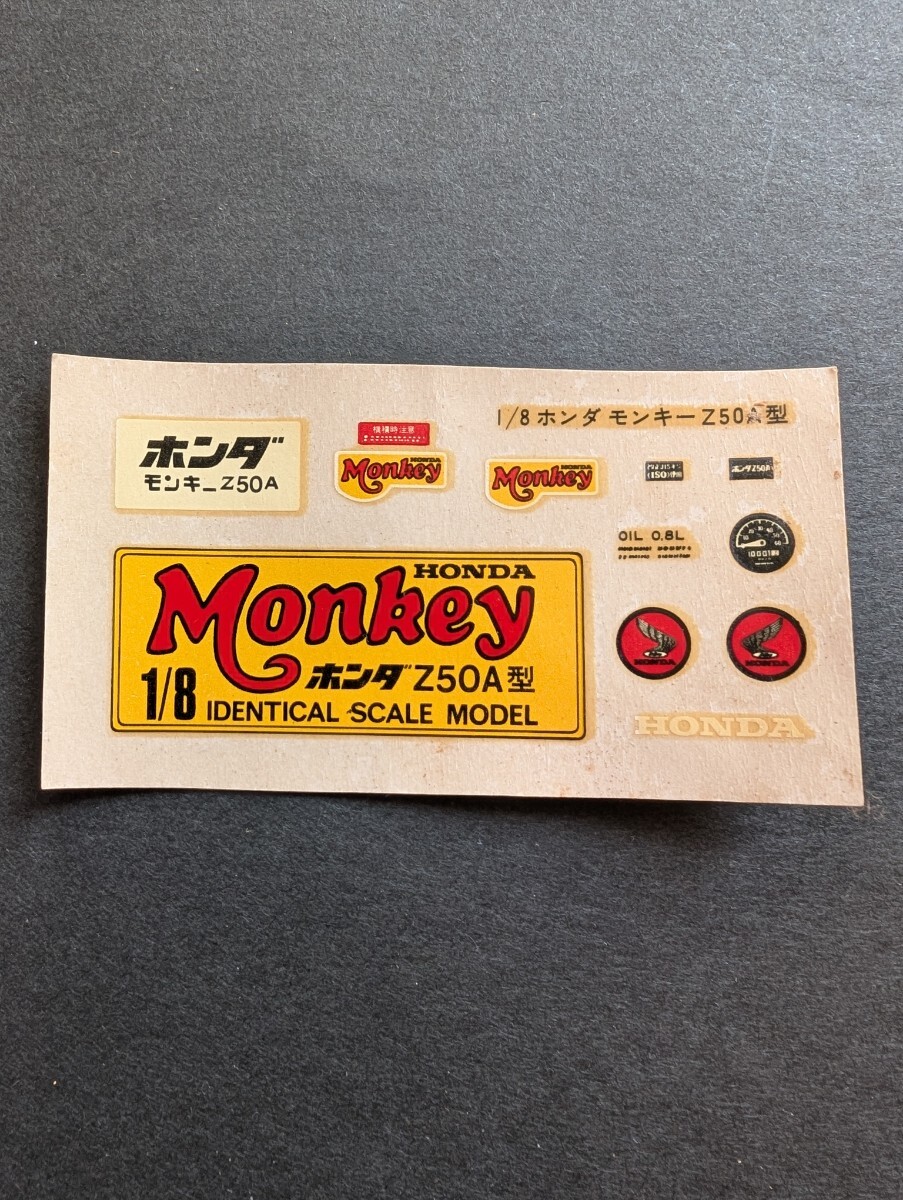 1/8 ホンダ モンキー Z50A型
ホンダ
モンキー Z50A
積横時注意
HONDA
Monkey
HONDA
Monkey
(ISO)
ホンダZ50A
OIL 0.8L
HONDA
Monkey
1/8 ホンダ Z50A型
IDENTICAL SCALE MODEL
HONDA
HONDA
HONDA